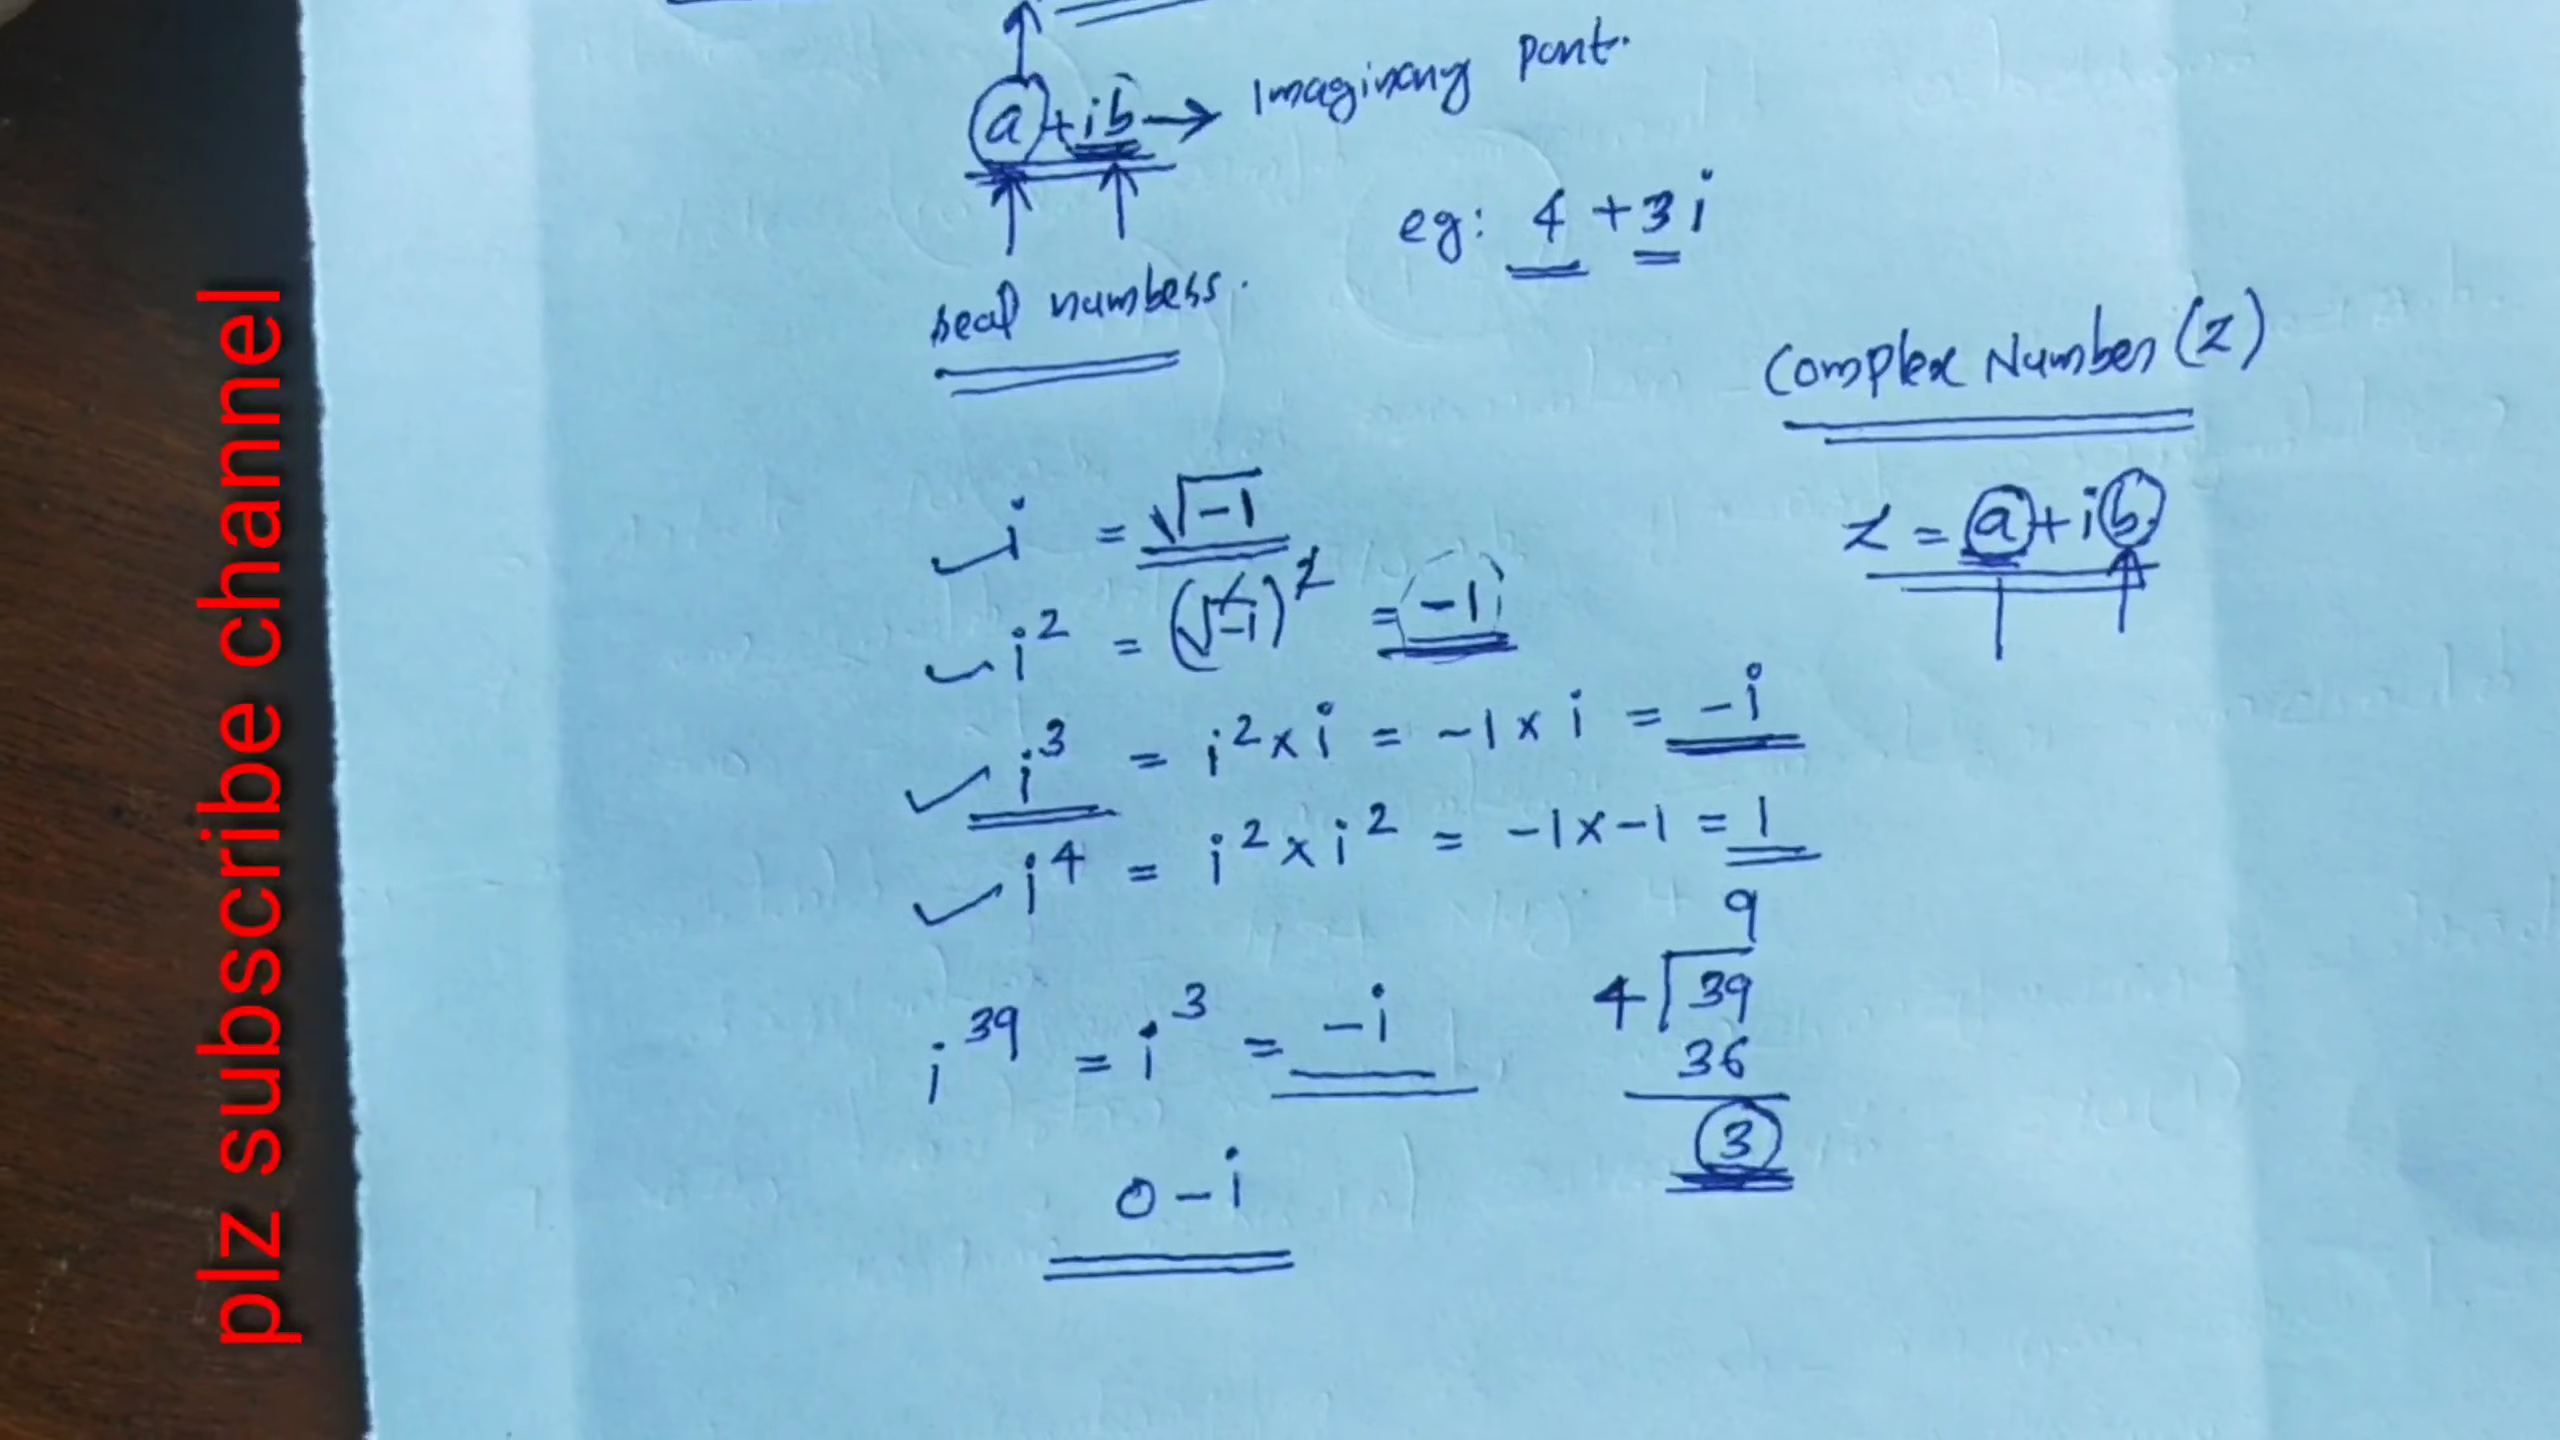 a + ib → Imaginary part.
eg: 4 + 3i
real numbers.
Complex Number (z)
z = a + ib
i = √-1
i² = (√-1)² = -1
i³ = i² × i = -1 × i = -i
i⁴ = i² × i² = -1 × -1 = 1
9
4 39
36
3
i³⁹ = i³ = -i
0 - i
plz subscribe channel